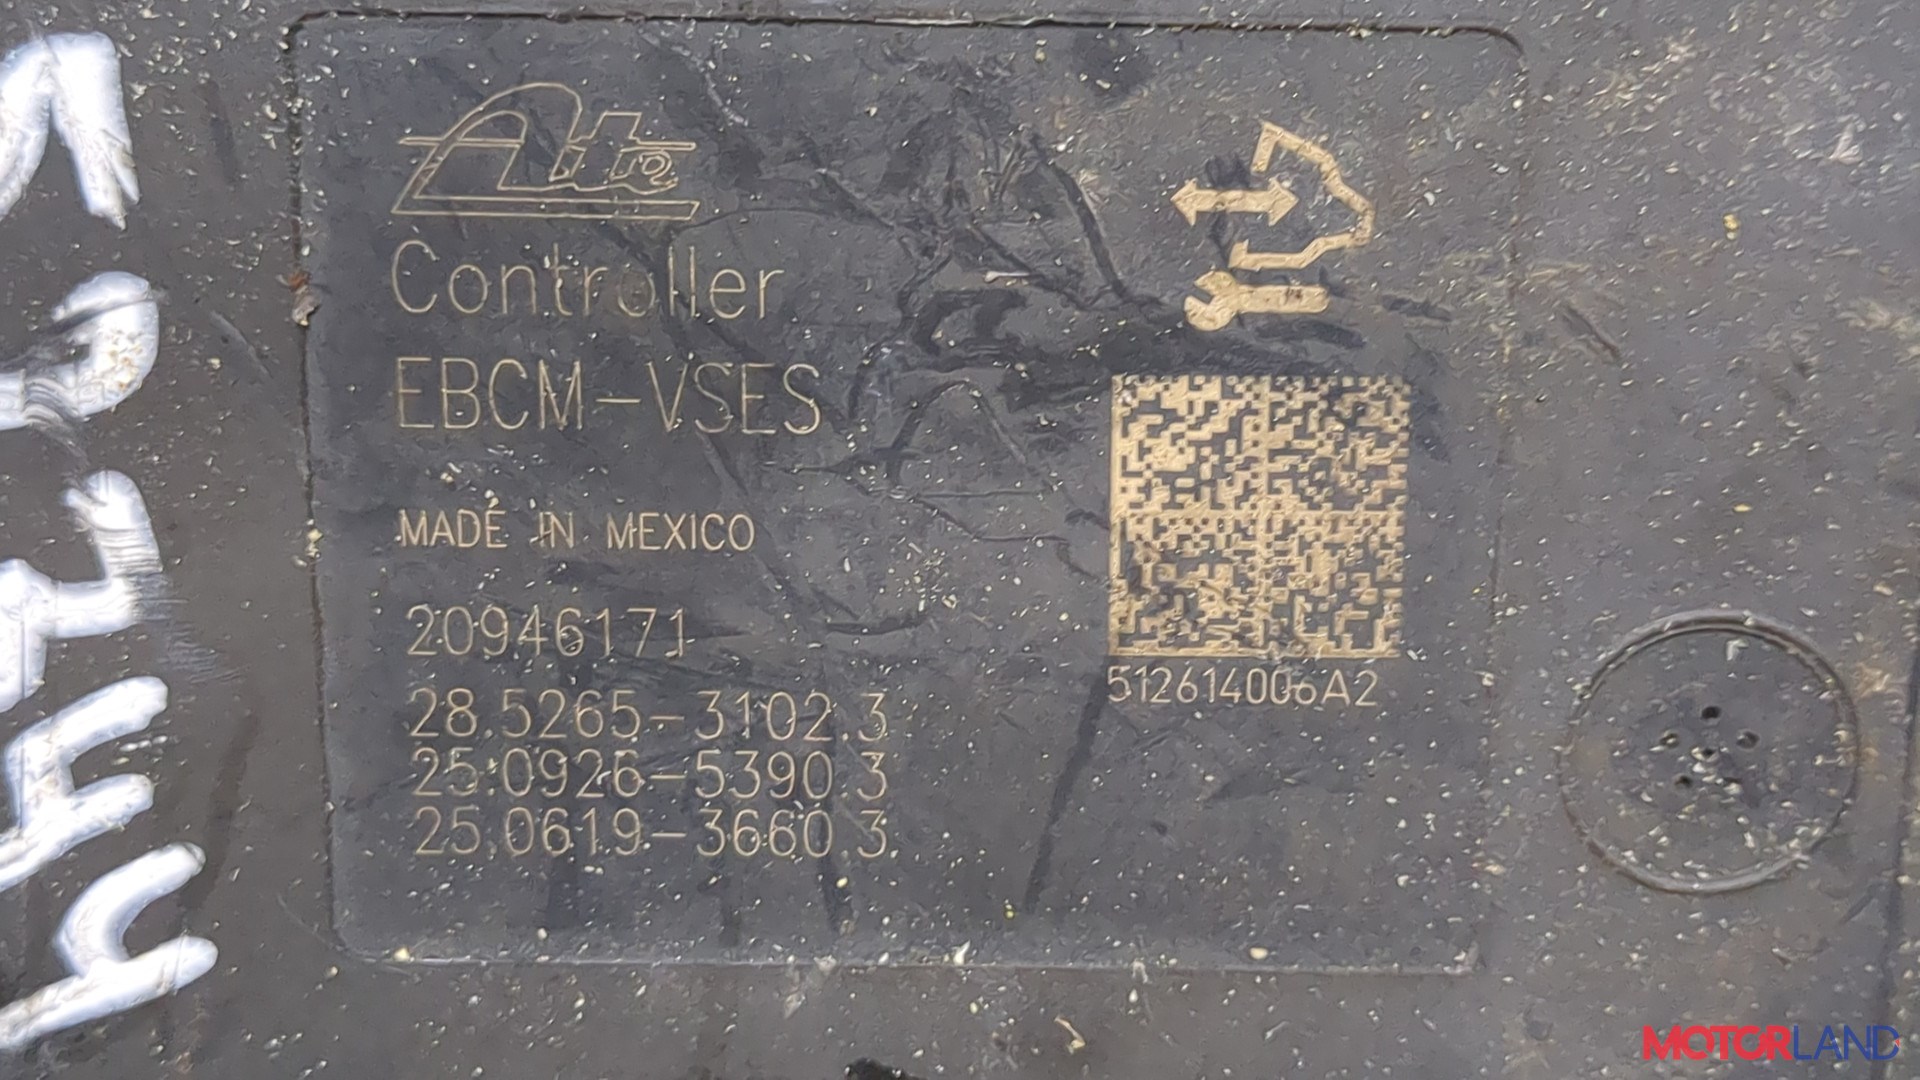 Ate
Controller
EBCM-VSES
MADE IN MEXICO
20946171
28.5265-3102.3
25.0926-5390.3
25.0619-3660.3
512614006A2
MOTORLAND